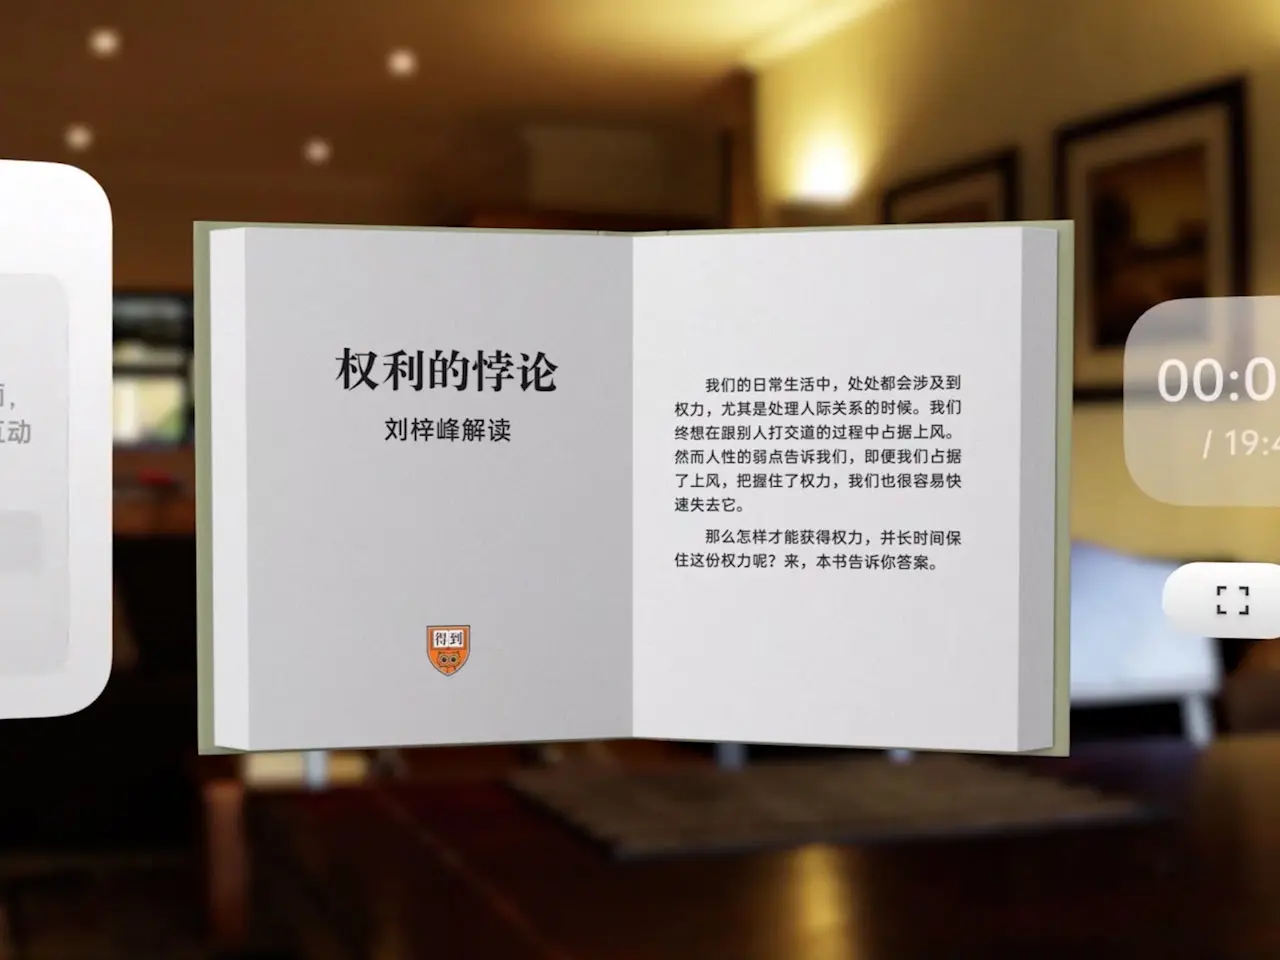 互动
权利的悖论
刘梓峰解读
得到
我们的日常生活中，处处都会涉及到
权力，尤其是处理人际关系的时候。我们
终想在跟别人打交道的过程中占据上风。
然而人性的弱点告诉我们，即便我们占据
了上风，把握住了权力，我们也很容易快
速失去它。
那么怎样才能获得权力，并长时间保
住这份权力呢？来，本书告诉你答案。
00:0
/ 19:4